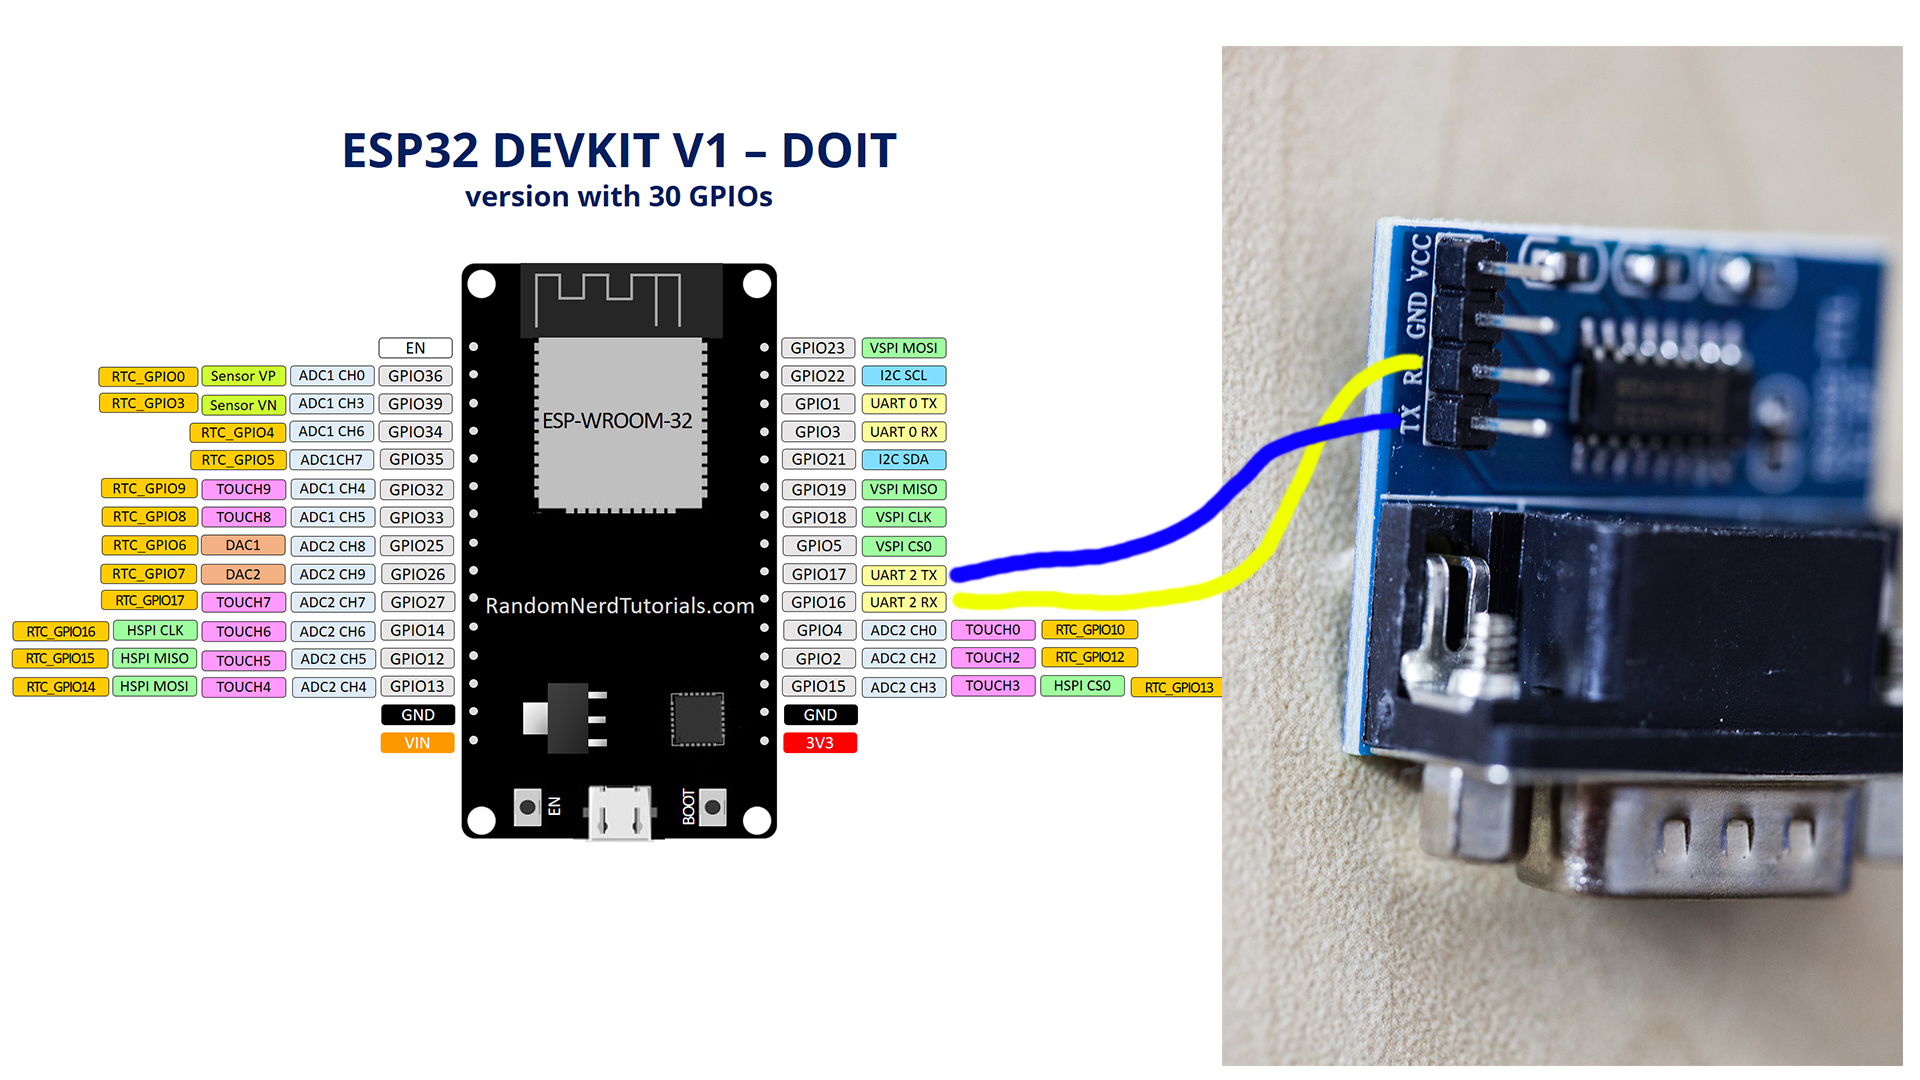 ESP32 DEVKIT V1 – DOIT
version with 30 GPIOs
EN
RTC_GPIO0 Sensor VP ADC1 CH0 GPIO36
RTC_GPIO3 Sensor VN ADC1 CH3 GPIO39
RTC_GPIO4 ADC1 CH6 GPIO34
RTC_GPIO5 ADC1CH7 GPIO35
RTC_GPIO9 TOUCH9 ADC1 CH4 GPIO32
RTC_GPIO8 TOUCH8 ADC1 CH5 GPIO33
RTC_GPIO6 DAC1 ADC2 CH8 GPIO25
RTC_GPIO7 DAC2 ADC2 CH9 GPIO26
RTC_GPIO17 TOUCH7 ADC2 CH7 GPIO27
RTC_GPIO16 HSPI CLK TOUCH6 ADC2 CH6 GPIO14
RTC_GPIO15 HSPI MISO TOUCH5 ADC2 CH5 GPIO12
RTC_GPIO14 HSPI MOSI TOUCH4 ADC2 CH4 GPIO13
GND
VIN
ESP-WROOM-32
RandomNerdTutorials.com
EN
BOOT
GPIO23 VSPI MOSI
GPIO22 I2C SCL
GPIO1 UART 0 TX
GPIO3 UART 0 RX
GPIO21 I2C SDA
GPIO19 VSPI MISO
GPIO18 VSPI CLK
GPIO5 VSPI CS0
GPIO17 UART 2 TX
GPIO16 UART 2 RX
GPIO4 ADC2 CH0 TOUCH0 RTC_GPIO10
GPIO2 ADC2 CH2 TOUCH2 RTC_GPIO12
GPIO15 ADC2 CH3 TOUCH3 HSPI CS0 RTC_GPIO13
GND
3V3
VCC
GND
R
TX